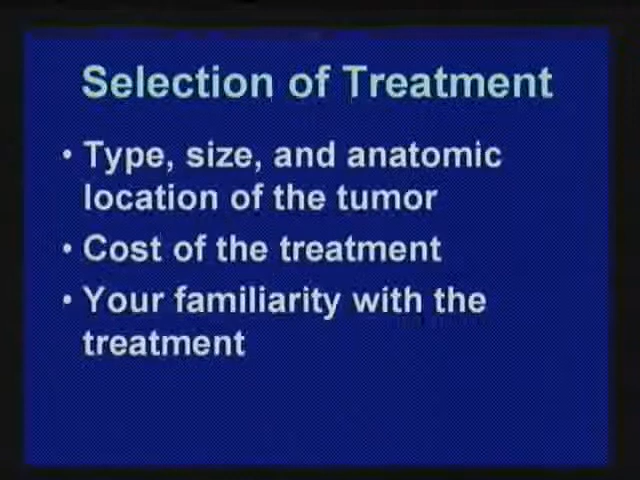 Selection of Treatment
• Type, size, and anatomic
location of the tumor
• Cost of the treatment
• Your familiarity with the
treatment